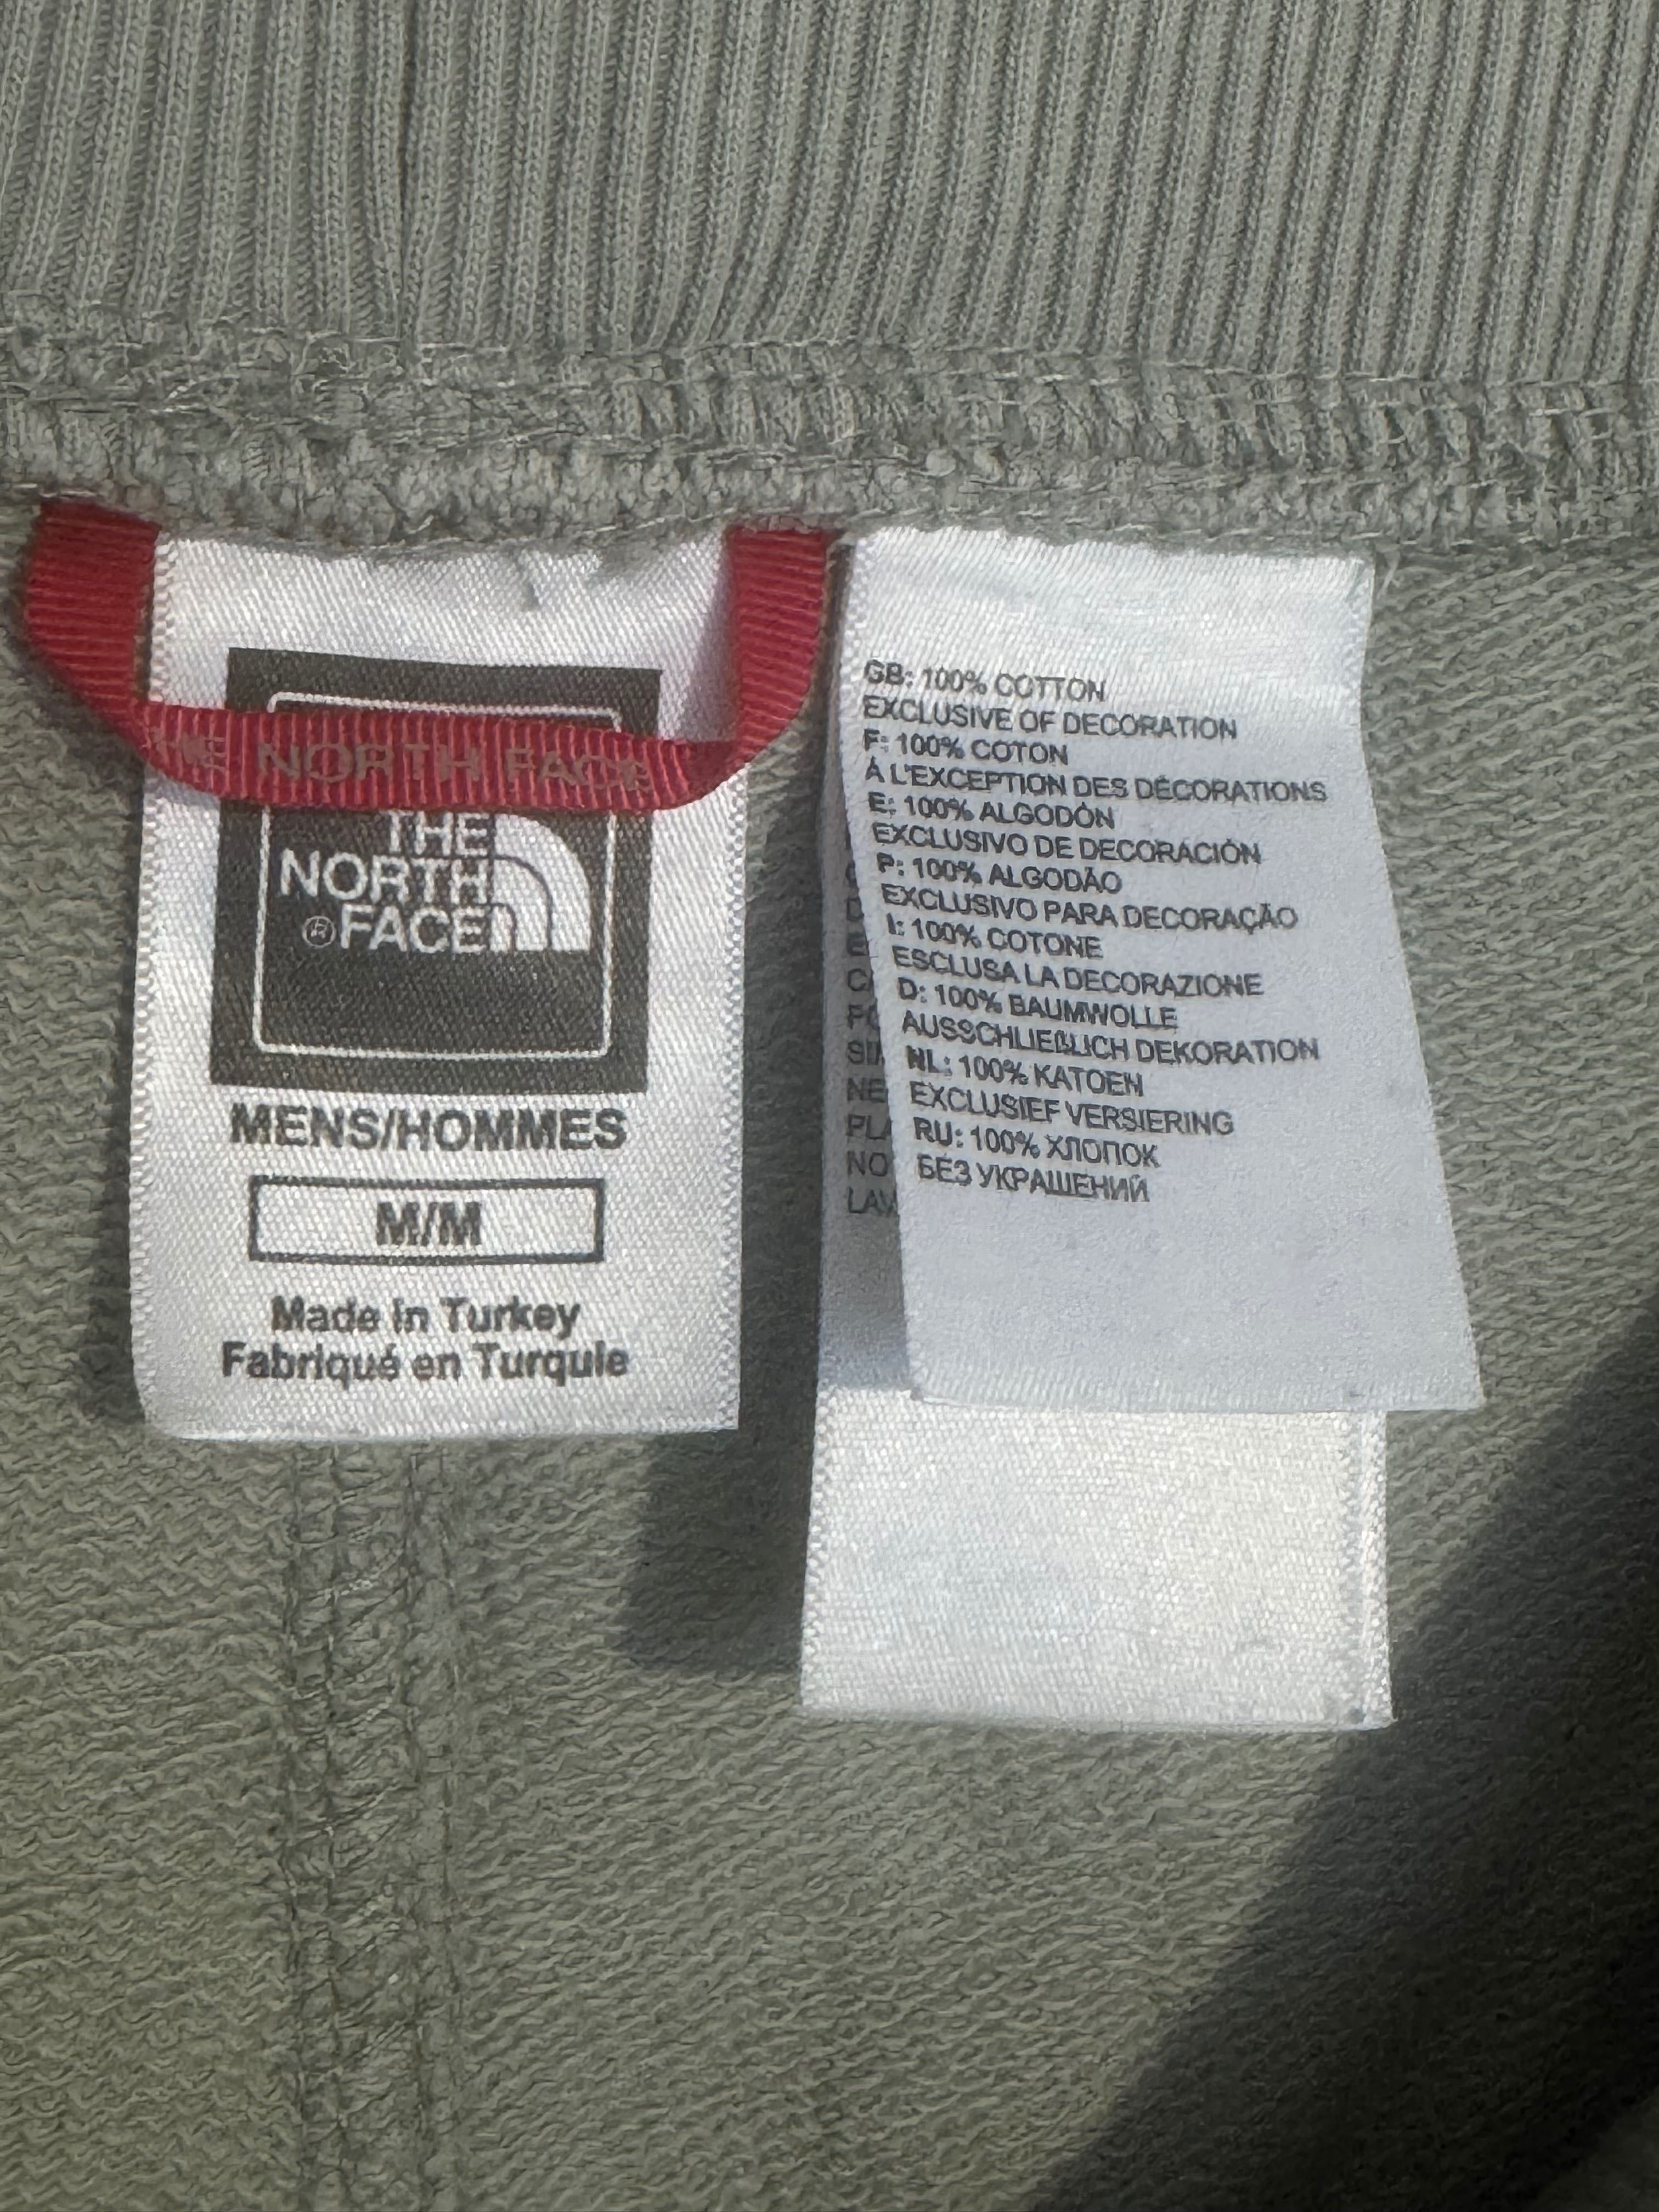 THE NORTH FACE
THE
NORTH
®FACE
MENS/HOMMES
M/M
Made in Turkey
Fabriqué en Turquie
GB: 100% COTTON
EXCLUSIVE OF DECORATION
F: 100% COTON
À L'EXCEPTION DES DÉCORATIONS
E: 100% ALGODÓN
EXCLUSIVO DE DECORACIÓN
P: 100% ALGODÃO
EXCLUSIVO PARA DECORAÇÃO
I: 100% COTONE
ESCLUSA LA DECORAZIONE
D: 100% BAUMWOLLE
AUSSCHLIEßLICH DEKORATION
NL: 100% KATOEN
EXCLUSIEF VERSIERING
RU: 100% ХЛОПОК
БЕЗ УКРАШЕНИЙ